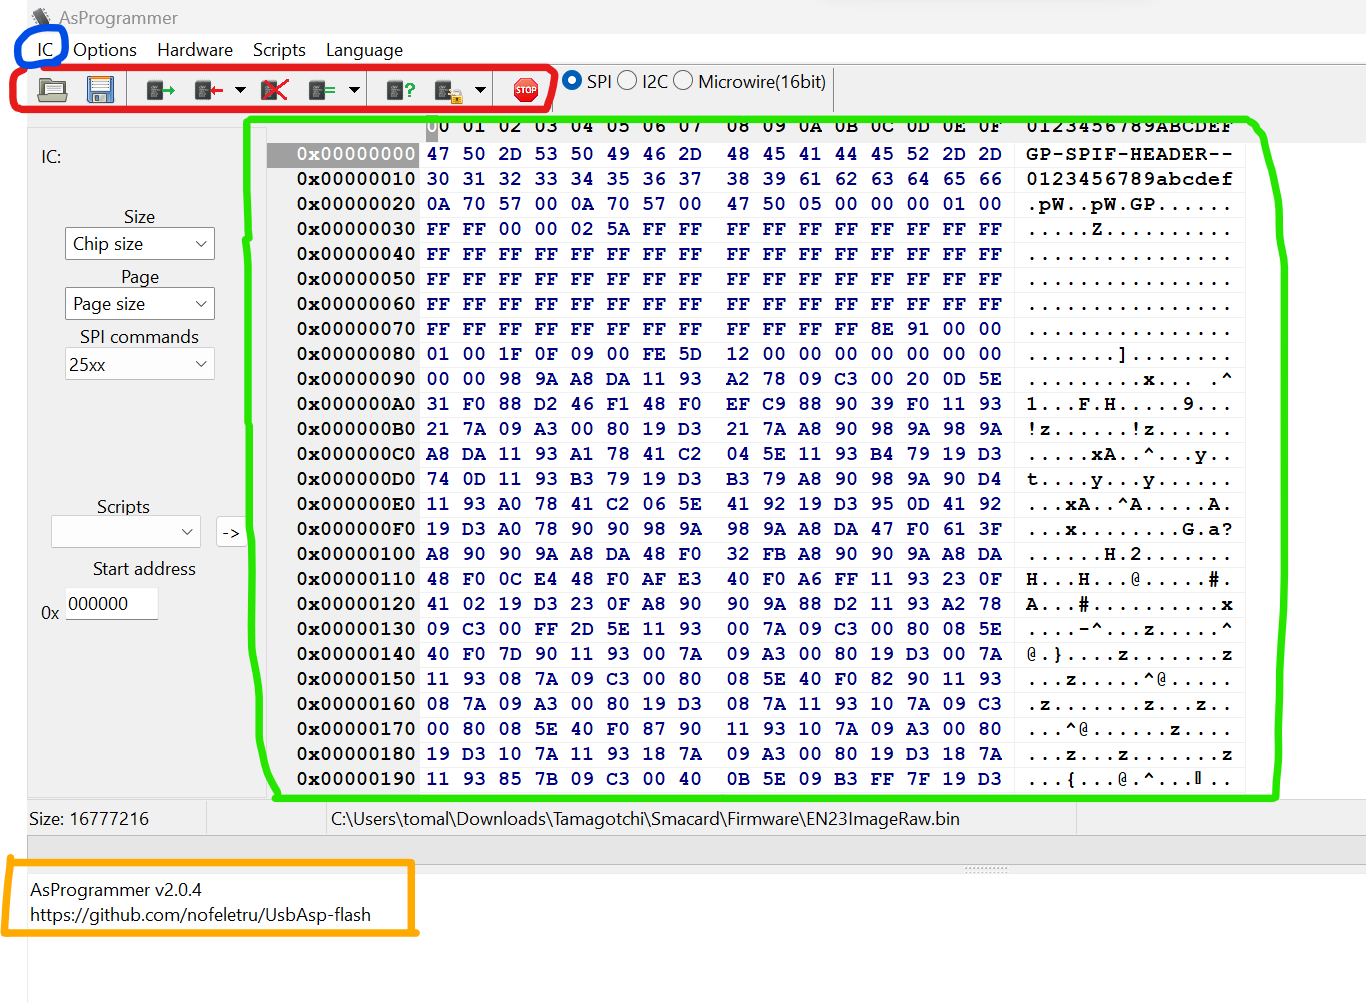 AsProgrammer
IC Options Hardware Scripts Language
STOP SPI I2C Microwire(16bit)
00 01 02 03 04 05 06 07 08 09 0A 0B 0C 0D 0E 0F 0123456789ABCDEF
IC:
Size
Chip size
Page
Page size
SPI commands
25xx
Scripts
->
Start address
0x 000000
0x00000000 47 50 2D 53 50 49 46 2D 48 45 41 44 45 52 2D 2D GP-SPIF-HEADER--
0x00000010 30 31 32 33 34 35 36 37 38 39 61 62 63 64 65 66 0123456789abcdef
0x00000020 0A 70 57 00 0A 70 57 00 47 50 05 00 00 00 01 00 .pW..pW.GP......
0x00000030 FF FF 00 00 02 5A FF FF FF FF FF FF FF FF FF FF .....Z..........
0x00000040 FF FF FF FF FF FF FF FF FF FF FF FF FF FF FF FF ................
0x00000050 FF FF FF FF FF FF FF FF FF FF FF FF FF FF FF FF ................
0x00000060 FF FF FF FF FF FF FF FF FF FF FF FF FF FF FF FF ................
0x00000070 FF FF FF FF FF FF FF FF FF FF FF FF 8E 91 00 00 ................
0x00000080 01 00 1F 0F 09 00 FE 5D 12 00 00 00 00 00 00 00 .......]........
0x00000090 00 00 98 9A A8 DA 11 93 A2 78 09 C3 00 20 0D 5E .........x... .^
0x000000A0 31 F0 88 D2 46 F1 48 F0 EF C9 88 90 39 F0 11 93 1...F.H.....9...
0x000000B0 21 7A 09 A3 00 80 19 D3 21 7A A8 90 98 9A 98 9A !z......!z......
0x000000C0 A8 DA 11 93 A1 78 41 C2 04 5E 11 93 B4 79 19 D3 .....xA..^...y..
0x000000D0 74 0D 11 93 B3 79 19 D3 B3 79 A8 90 98 9A 90 D4 t....y...y......
0x000000E0 11 93 A0 78 41 C2 06 5E 41 92 19 D3 95 0D 41 92 ...xA..^A.....A.
0x000000F0 19 D3 A0 78 90 90 98 9A 98 9A A8 DA 47 F0 61 3F ...x........G.a?
0x00000100 A8 90 90 9A A8 DA 48 F0 32 FB A8 90 90 9A A8 DA ......H.2.......
0x00000110 48 F0 0C E4 48 F0 AF E3 40 F0 A6 FF 11 93 23 0F H...H...@.....#.
0x00000120 41 02 19 D3 23 0F A8 90 90 9A 88 D2 11 93 A2 78 A...#..........x
0x00000130 09 C3 00 FF 2D 5E 11 93 00 7A 09 C3 00 80 08 5E ....-^...z.....^
0x00000140 40 F0 7D 90 11 93 00 7A 09 A3 00 80 19 D3 00 7A @.}....z.......z
0x00000150 11 93 08 7A 09 C3 00 80 08 5E 40 F0 82 90 11 93 ...z.....^@.....
0x00000160 08 7A 09 A3 00 80 19 D3 08 7A 11 93 10 7A 09 C3 .z.......z...z..
0x00000170 00 80 08 5E 40 F0 87 90 11 93 10 7A 09 A3 00 80 ...^@......z....
0x00000180 19 D3 10 7A 11 93 18 7A 09 A3 00 80 19 D3 18 7A ...z...z.......z
0x00000190 11 93 85 7B 09 C3 00 40 0B 5E 09 B3 FF 7F 19 D3 ...{...@.^.....
Size: 16777216 C:\Users\tomal\Downloads\Tamagotchi\Smacard\Firmware\EN23ImageRaw.bin
AsProgrammer v2.0.4
https://github.com/nofeletru/UsbAsp-flash